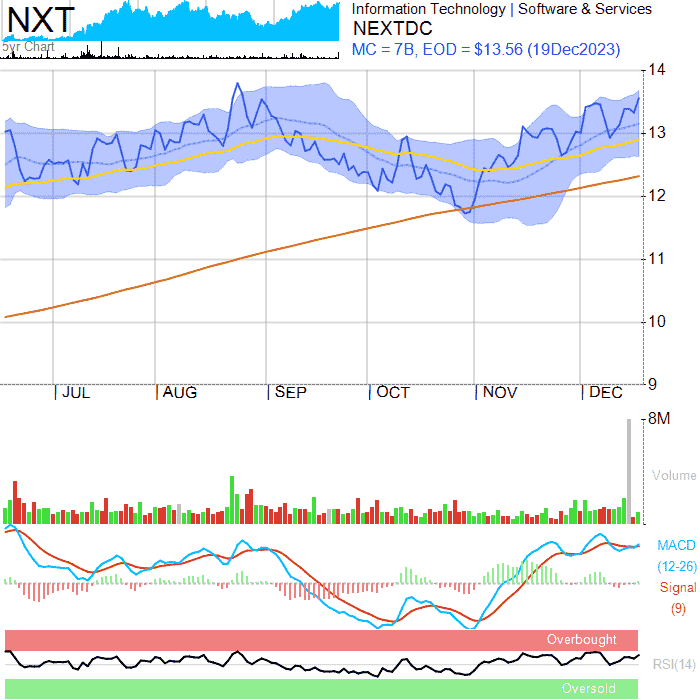 NXT
5yr Chart
Information Technology | Software & Services
NEXTDC
MC = 7B, EOD = $13.56 (19Dec2023)
14
13
12
11
10
9
JUL AUG SEP OCT NOV DEC
8M
Volume
MACD
(12-26)
Signal
(9)
Overbought
RSI(14)
Oversold